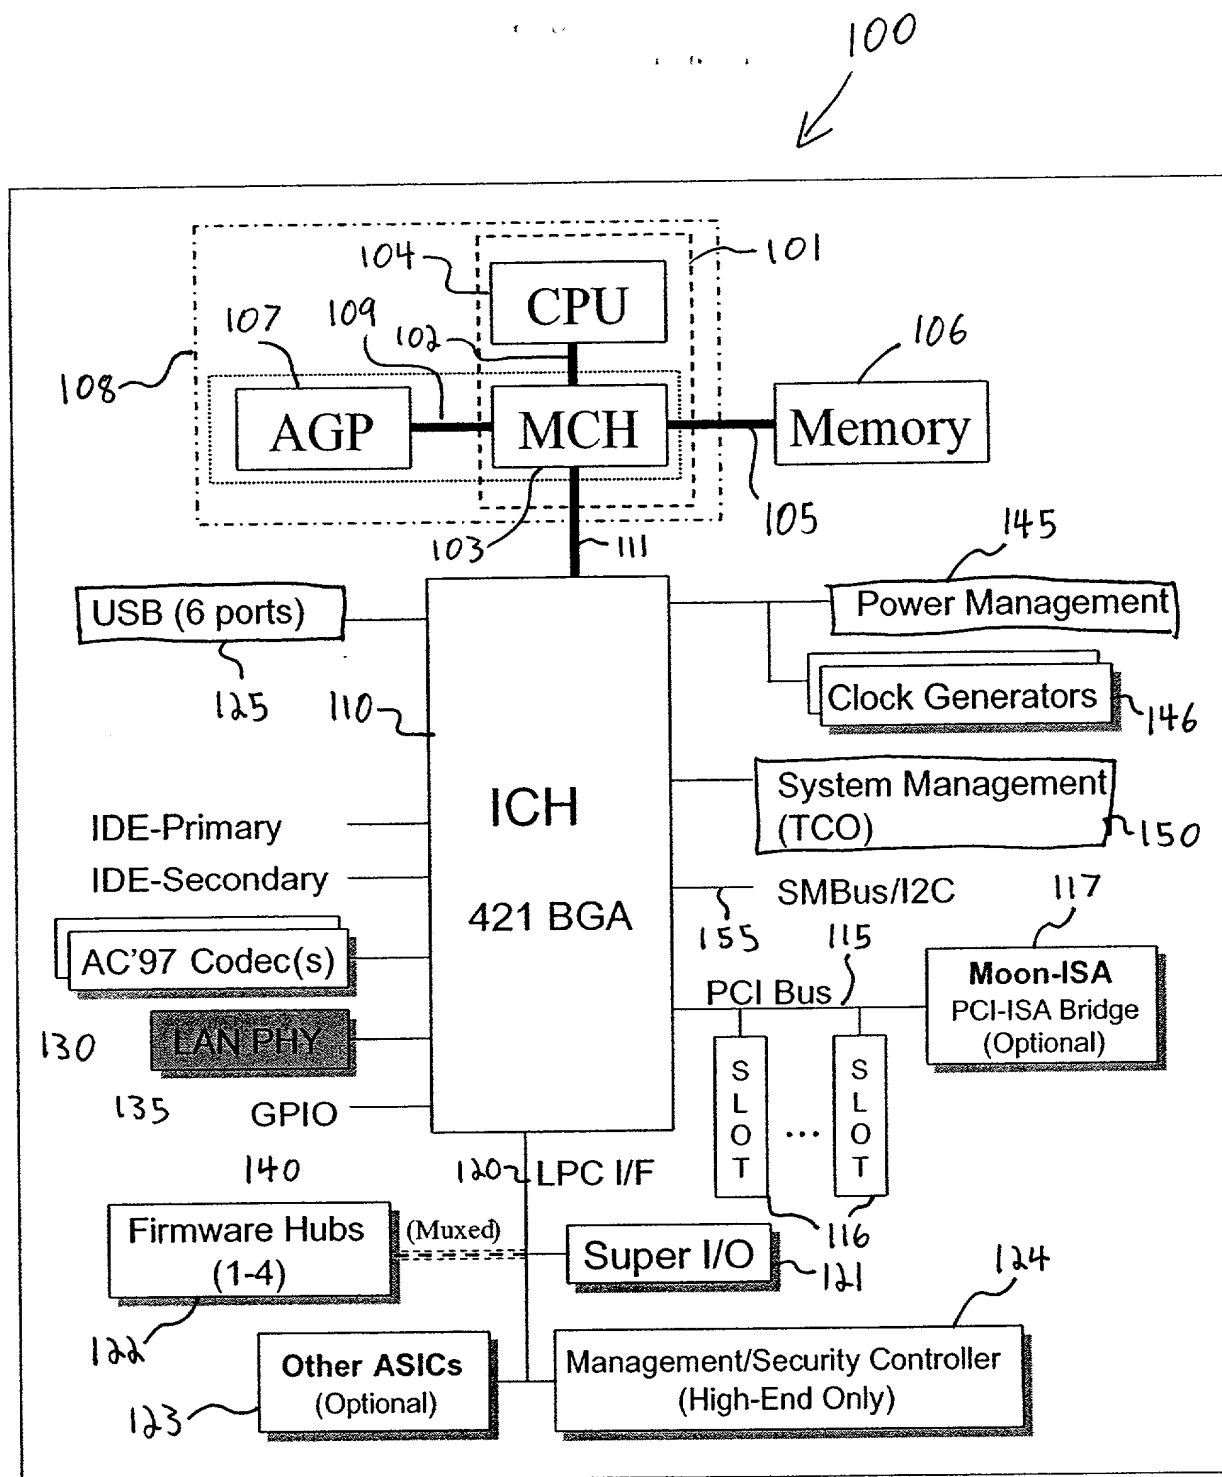 100
101
104
CPU
107
109
102
106
108
AGP
MCH
Memory
105
103
111
145
USB (6 ports)
Power Management
125
110
Clock Generators
146
ICH
System Management
(TCO)
150
IDE-Primary
IDE-Secondary
421 BGA
SMBus/I2C
117
155
115
AC'97 Codec(s)
PCI Bus
Moon-ISA
PCI-ISA Bridge
(Optional)
130
LAN PHY
135
GPIO
SLOT
...
SLOT
140
120
LPC I/F
116
Firmware Hubs
(1-4)
(Muxed)
Super I/O
121
124
122
Other ASICs
(Optional)
Management/Security Controller
(High-End Only)
123